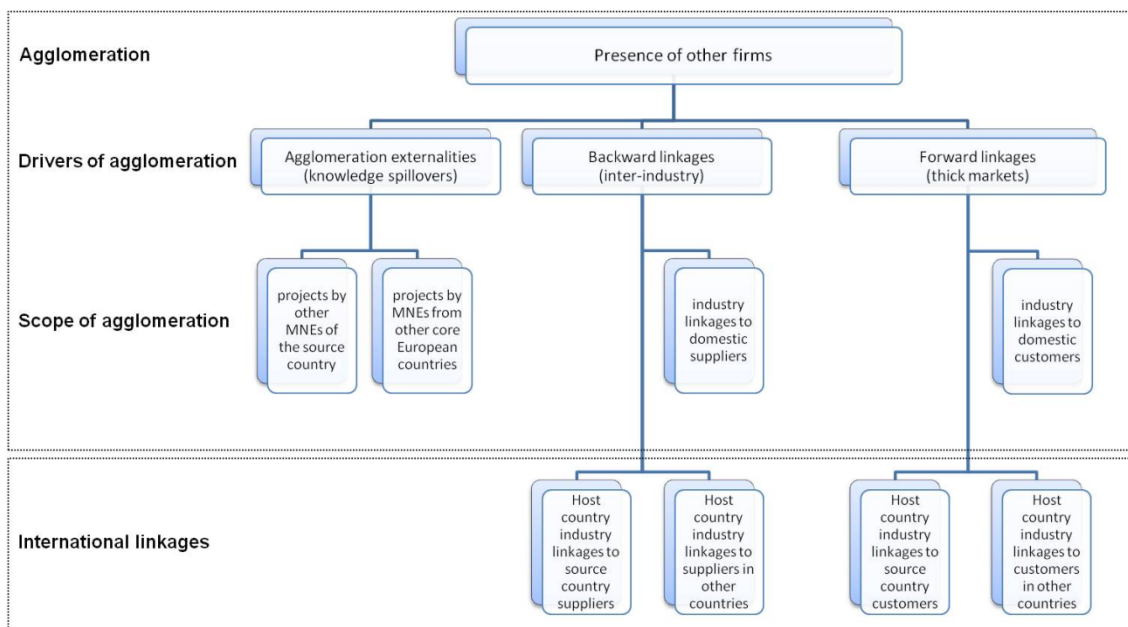 Agglomeration
Presence of other firms
Drivers of agglomeration
Agglomeration externalities
(knowledge spillovers)
Backward linkages
(inter-industry)
Forward linkages
(thick markets)
Scope of agglomeration
projects by
other
MNEs of
the source
country
projects by
MNEs from
other core
European
countries
industry
linkages to
domestic
suppliers
industry
linkages to
domestic
customers
International linkages
Host
country
industry
linkages to
source
country
suppliers
Host
country
industry
linkages to
suppliers in
other
countries
Host
country
industry
linkages to
source
country
customers
Host
country
industry
linkages to
customers
in other
countries